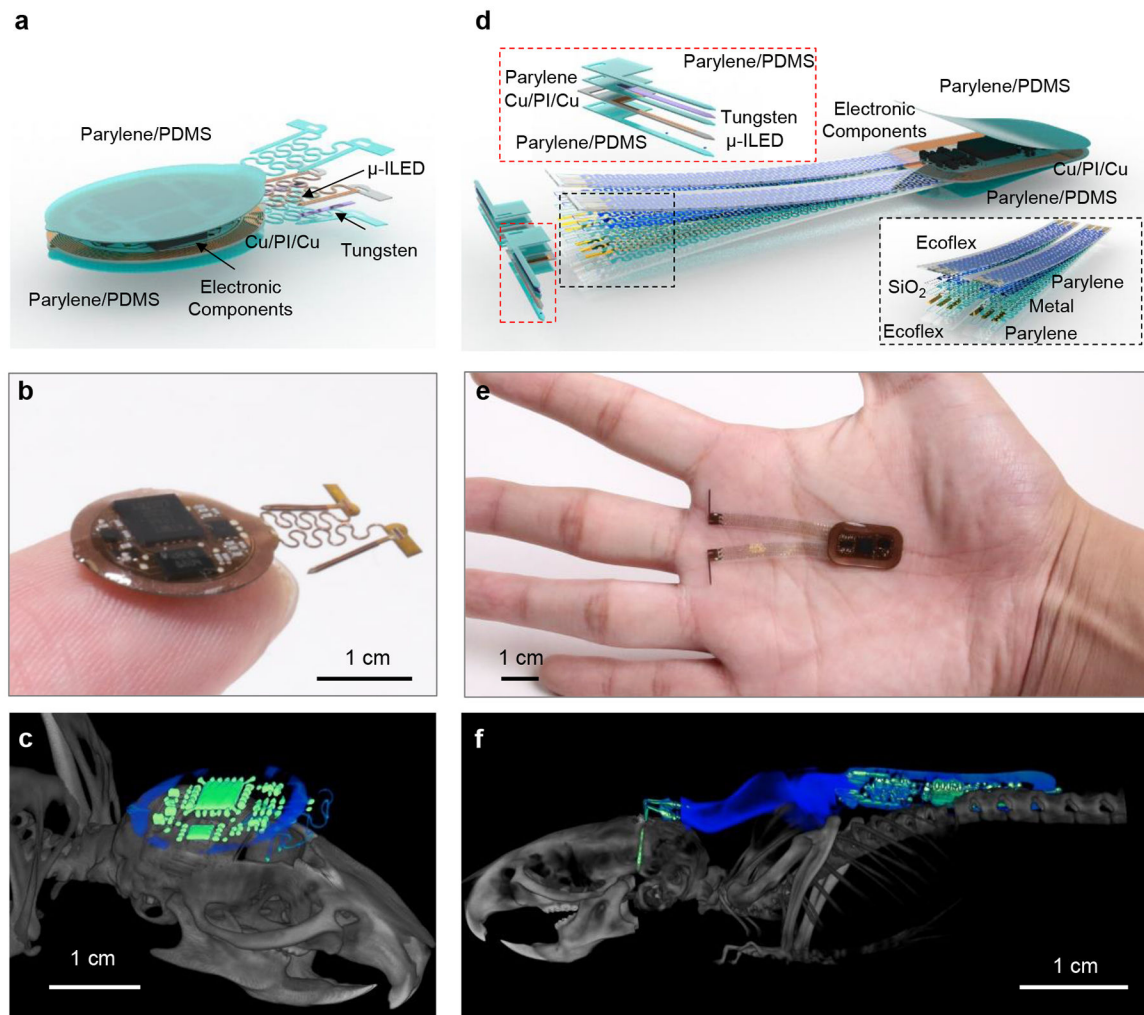 a
Parylene/PDMS
μ-ILED
Cu/PI/Cu
Tungsten
Parylene/PDMS
Electronic
Components
d
Parylene/PDMS
Parylene
Cu/PI/Cu
Tungsten
μ-ILED
Parylene/PDMS
Parylene/PDMS
Electronic
Components
Cu/PI/Cu
Parylene/PDMS
Ecoflex
SiO2
Parylene
Metal
Ecoflex
Parylene
b
1 cm
e
1 cm
c
1 cm
f
1 cm